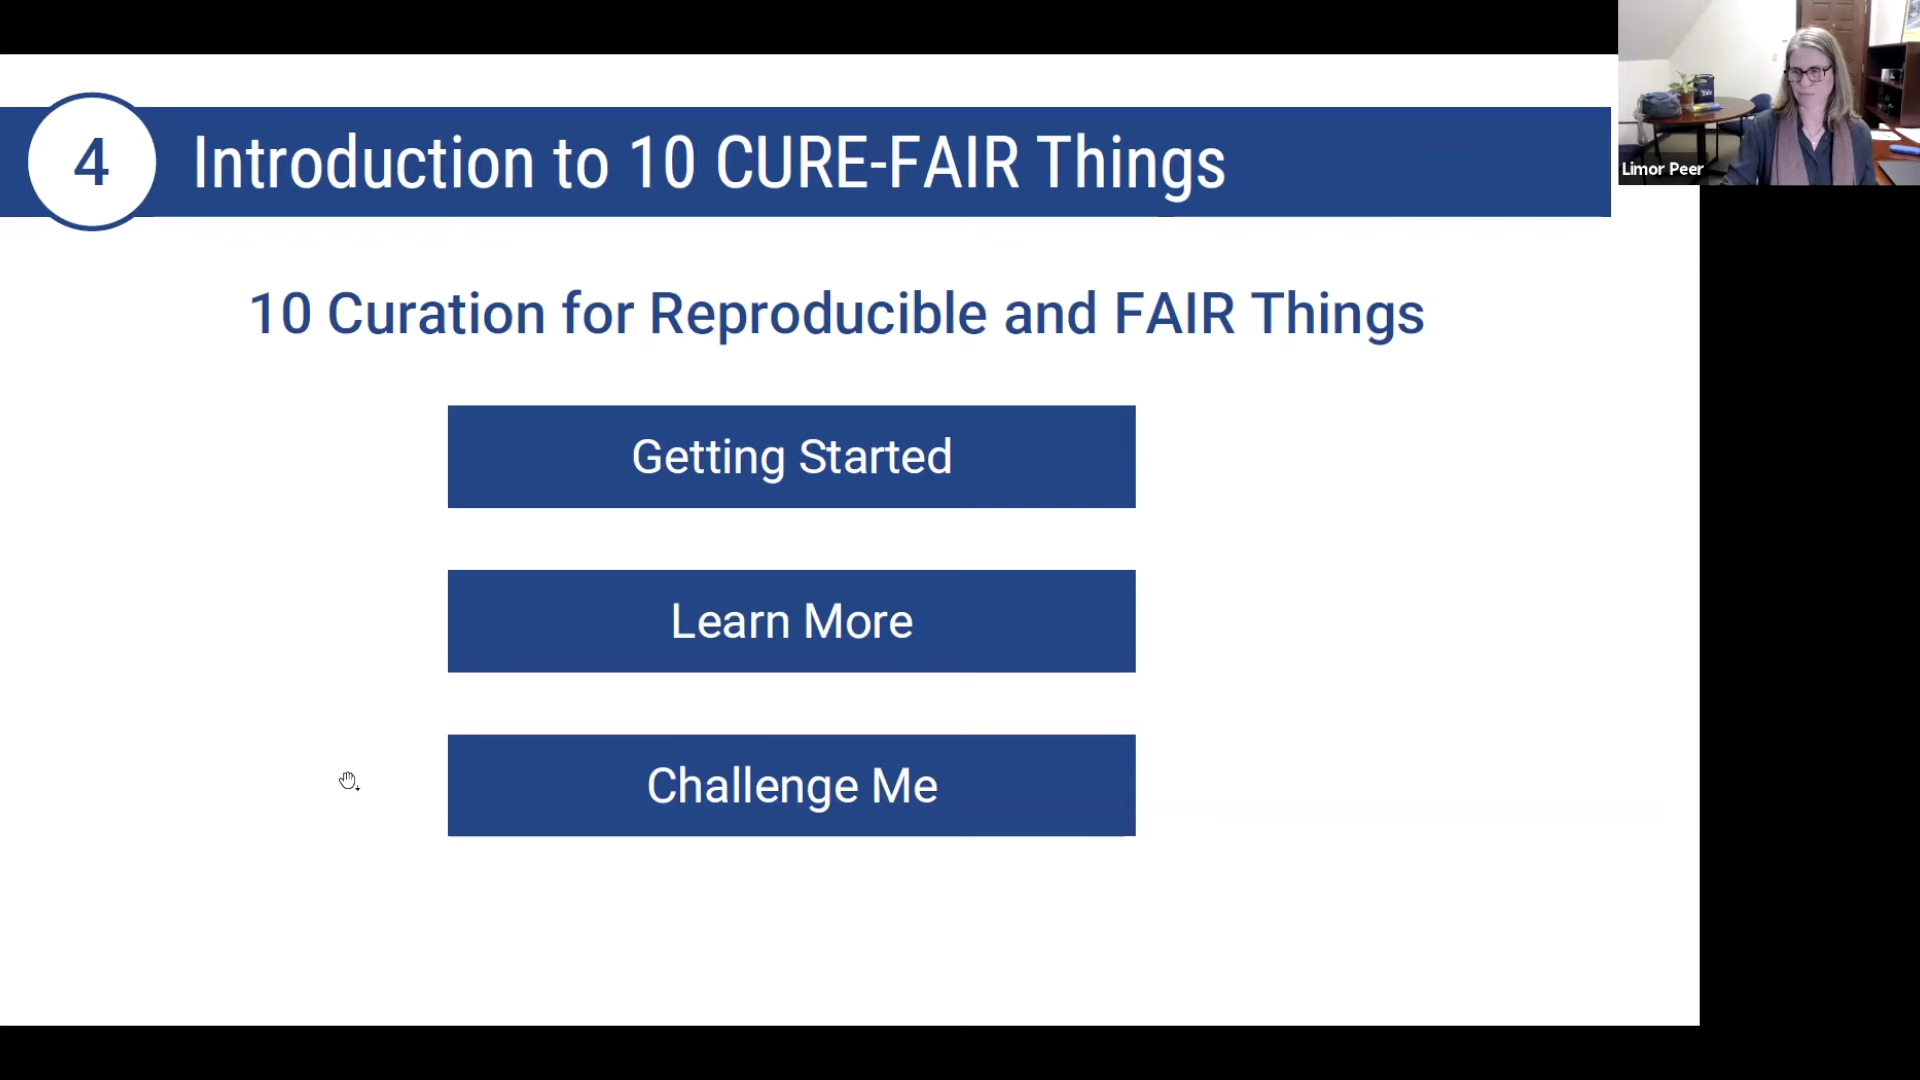 4
Introduction to 10 CURE-FAIR Things
10 Curation for Reproducible and FAIR Things
Getting Started
Learn More
Challenge Me
Limor Peer